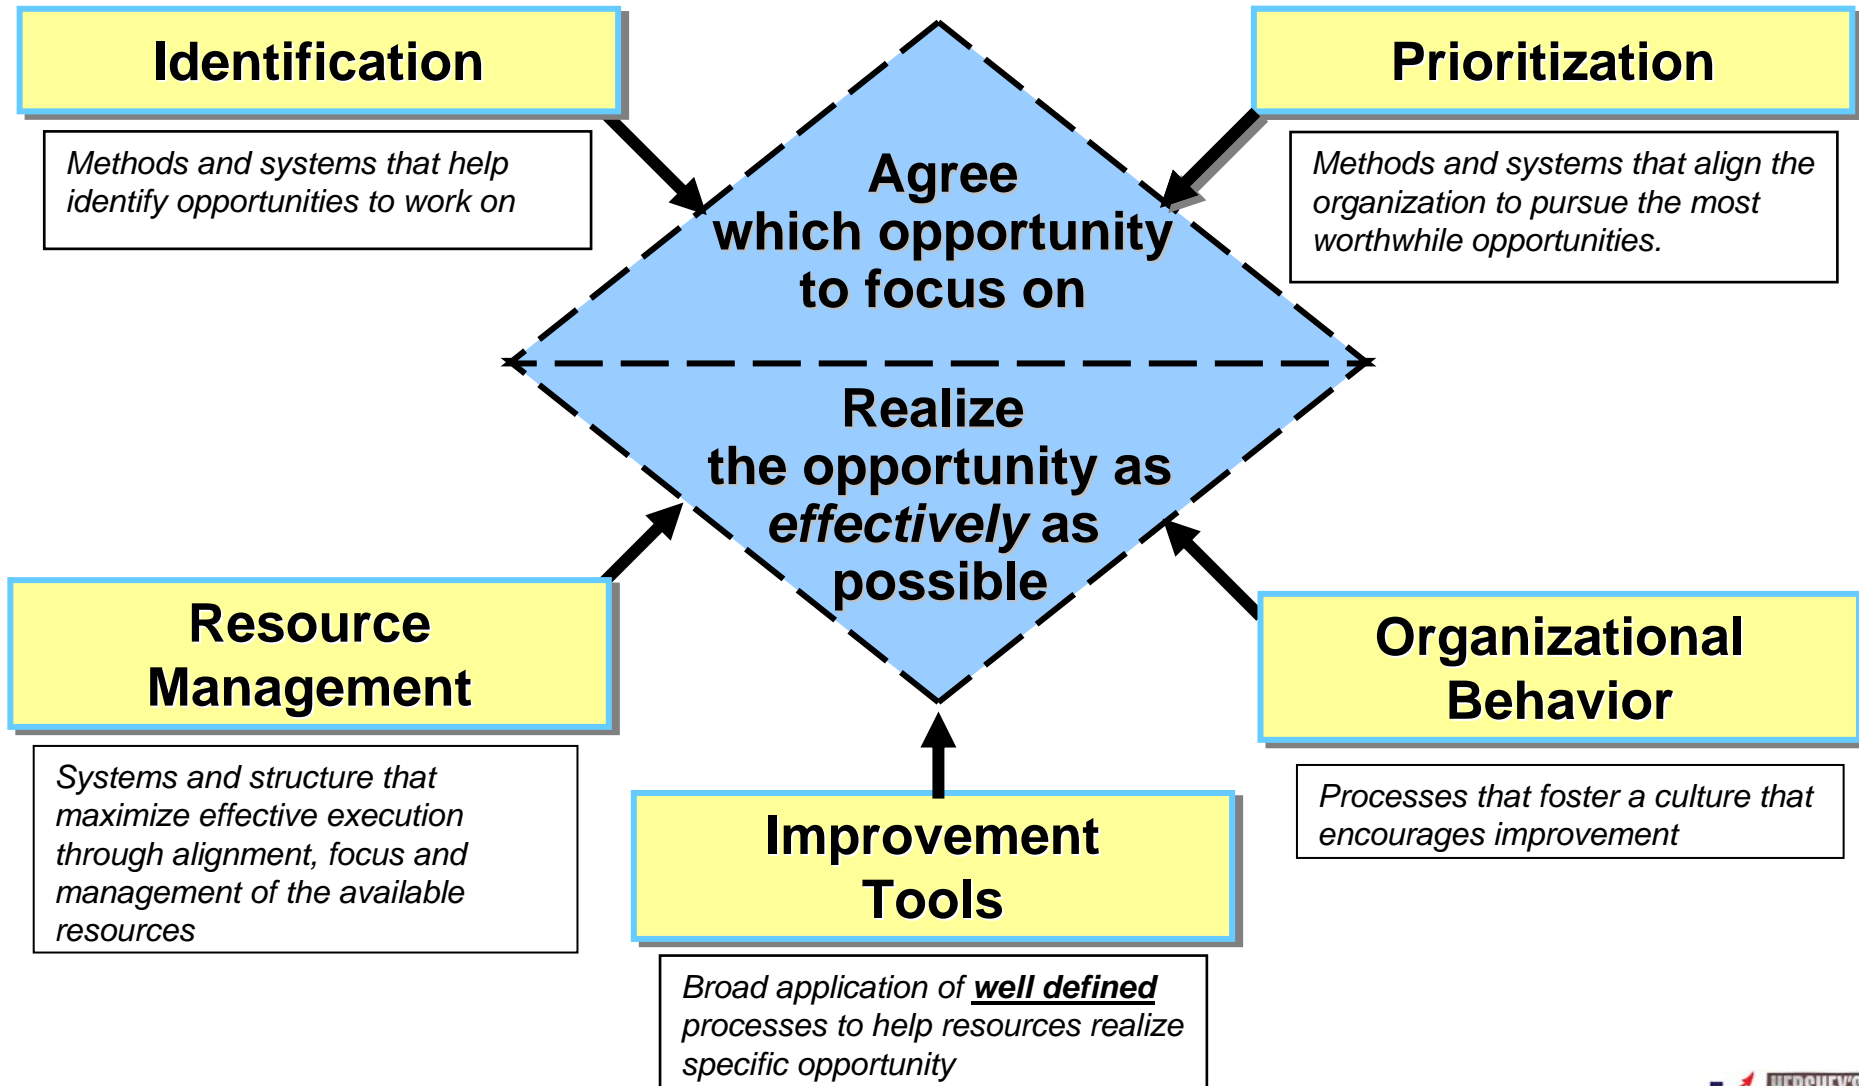 Identification
Methods and systems that help
identify opportunities to work on
Prioritization
Methods and systems that align the
organization to pursue the most
worthwhile opportunities.
Agree
which opportunity
to focus on
Realize
the opportunity as
effectively as
possible
Resource
Management
Systems and structure that
maximize effective execution
through alignment, focus and
management of the available
resources
Improvement
Tools
Broad application of well defined
processes to help resources realize
specific opportunity
Organizational
Behavior
Processes that foster a culture that
encourages improvement
HERSHEY'S